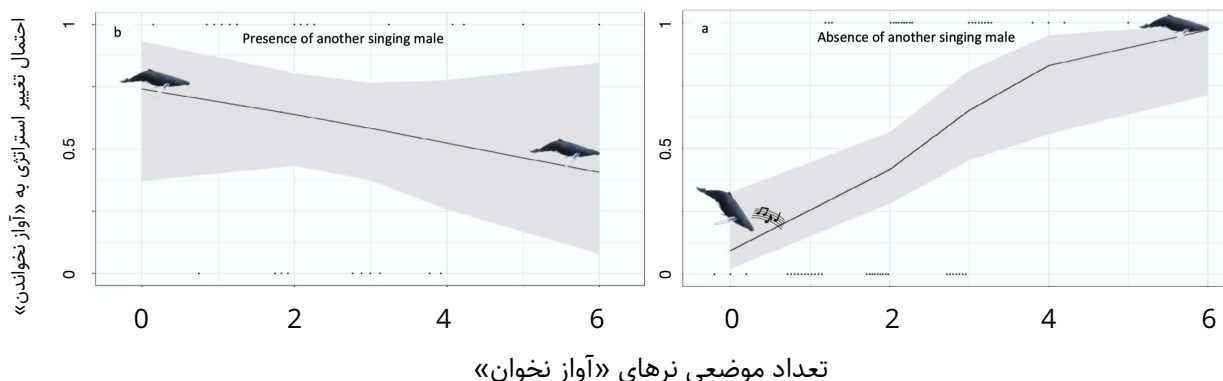 احتمال تغییر استراتژی به «آواز نخواندن»
b
Presence of another singing male
1
0.5
0
0 2 4 6
a
Absence of another singing male
1
0.5
0
0 2 4 6
تعداد موضعی نرهای «آواز نخوان»